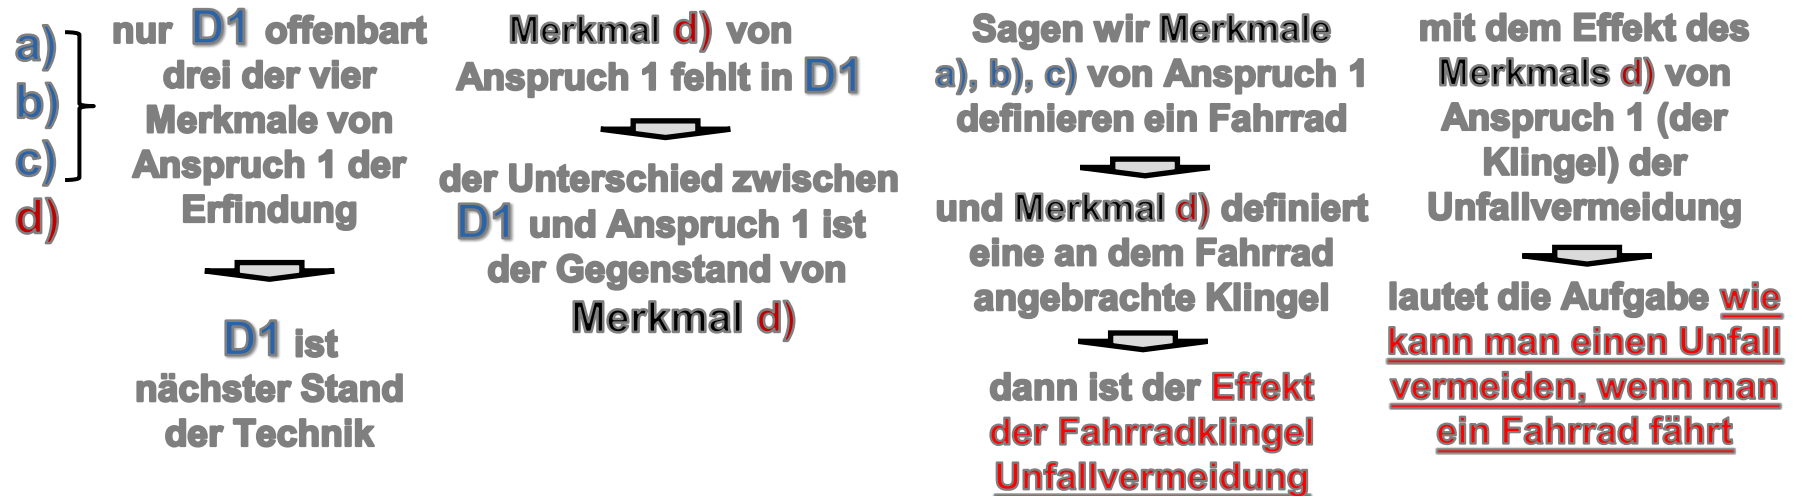 a)
b)
c)
d)
nur D1 offenbart
drei der vier
Merkmale von
Anspruch 1 der
Erfindung
D1 ist
nächster Stand
der Technik
Merkmal d) von
Anspruch 1 fehlt in D1
der Unterschied zwischen
D1 und Anspruch 1 ist
der Gegenstand von
Merkmal d)
Sagen wir Merkmale
a), b), c) von Anspruch 1
definieren ein Fahrrad
und Merkmal d) definiert
eine an dem Fahrrad
angebrachte Klingel
dann ist der Effekt
der Fahrradklingel
Unfallvermeidung
mit dem Effekt des
Merkmals d) von
Anspruch 1 (der
Klingel) der
Unfallvermeidung
lautet die Aufgabe wie
kann man einen Unfall
vermeiden, wenn man
ein Fahrrad fährt